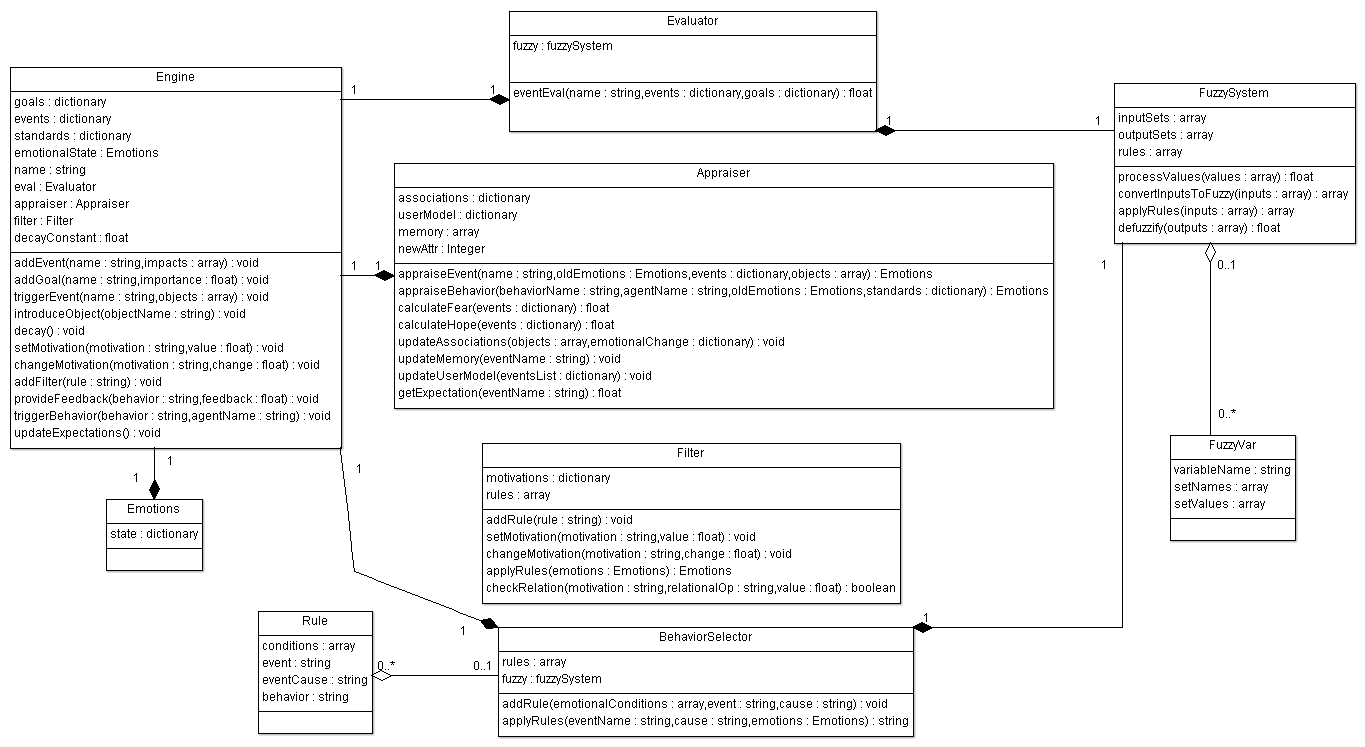 Evaluator
fuzzy : fuzzySystem
eventEval(name : string,events : dictionary,goals : dictionary) : float
Engine
goals : dictionary
events : dictionary
standards : dictionary
emotionalState : Emotions
name : string
eval : Evaluator
appraiser : Appraiser
filter : Filter
decayConstant : float
addEvent(name : string,impacts : array) : void
addGoal(name : string,importance : float) : void
triggerEvent(name : string,objects : array) : void
introduceObject(objectName : string) : void
decay() : void
setMotivation(motivation : string,value : float) : void
changeMotivation(motivation : string,change : float) : void
addFilter(rule : string) : void
provideFeedback(behavior : string,feedback : float) : void
triggerBehavior(behavior : string,agentName : string) : void
updateExpectations() : void
1
1
1
1
FuzzySystem
inputSets : array
outputSets : array
rules : array
processValues(values : array) : float
convertInputsToFuzzy(inputs : array) : array
applyRules(inputs : array) : array
defuzzify(outputs : array) : float
Appraiser
associations : dictionary
userModel : dictionary
memory : array
newAttr : Integer
appraiseEvent(name : string,oldEmotions : Emotions,events : dictionary,objects : array) : Emotions
appraiseBehavior(behaviorName : string,agentName : string,oldEmotions : Emotions,standards : dictionary) : Emotions
calculateFear(events : dictionary) : float
calculateHope(events : dictionary) : float
updateAssociations(objects : array,emotionalChange : dictionary) : void
updateMemory(eventName : string) : void
updateUserModel(eventsList : dictionary) : void
getExpectation(eventName : string) : float
1
1
1
0..1
0..*
FuzzyVar
variableName : string
setNames : array
setValues : array
1
1
Emotions
state : dictionary
1
Filter
motivations : dictionary
rules : array
addRule(rule : string) : void
setMotivation(motivation : string,value : float) : void
changeMotivation(motivation : string,change : float) : void
applyRules(emotions : Emotions) : Emotions
checkRelation(motivation : string,relationalOp : string,value : float) : boolean
Rule
conditions : array
event : string
eventCause : string
behavior : string
0..*
0..1
1
1
BehaviorSelector
rules : array
fuzzy : fuzzySystem
addRule(emotionalConditions : array,event : string,cause : string) : void
applyRules(eventName : string,cause : string,emotions : Emotions) : string